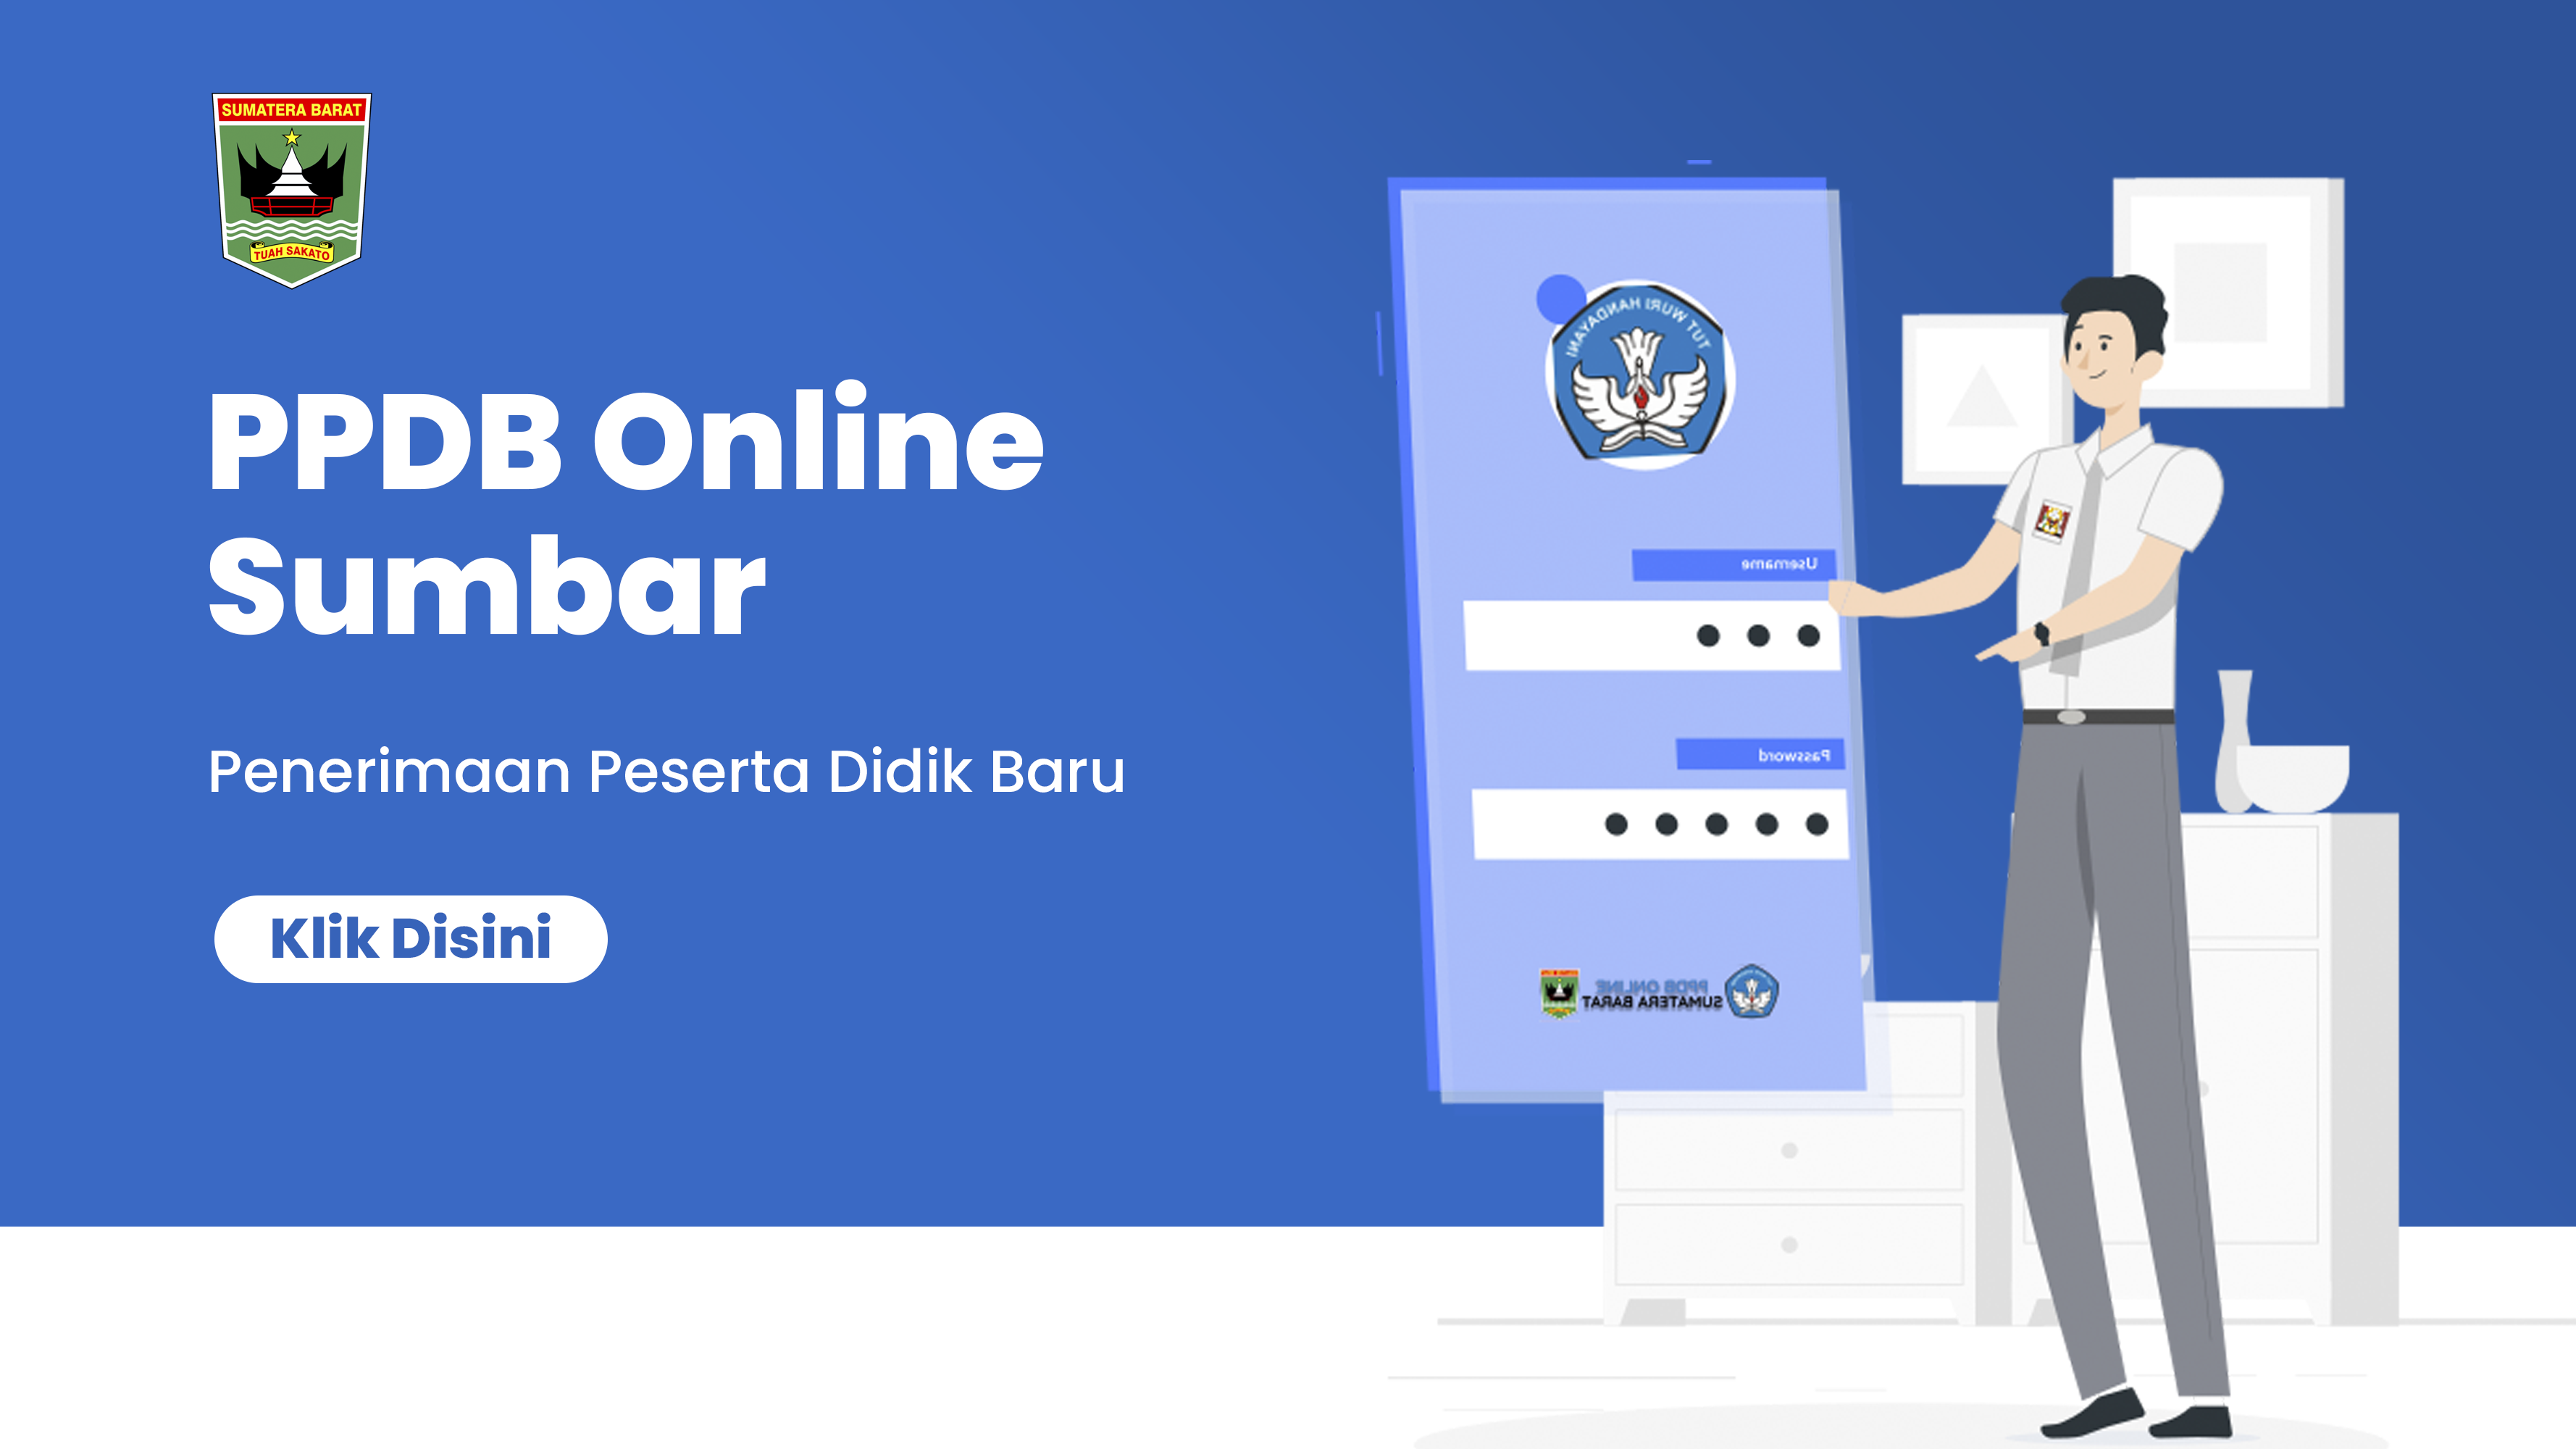 SUMATERA BARAT
TUAH SAKATO
PPDB Online
Sumbar
Penerimaan Peserta Didik Baru
Klik Disini
TUT WURI HANDAYANI
Username
Password
PPDB ONLINE
SUMATERA BARAT